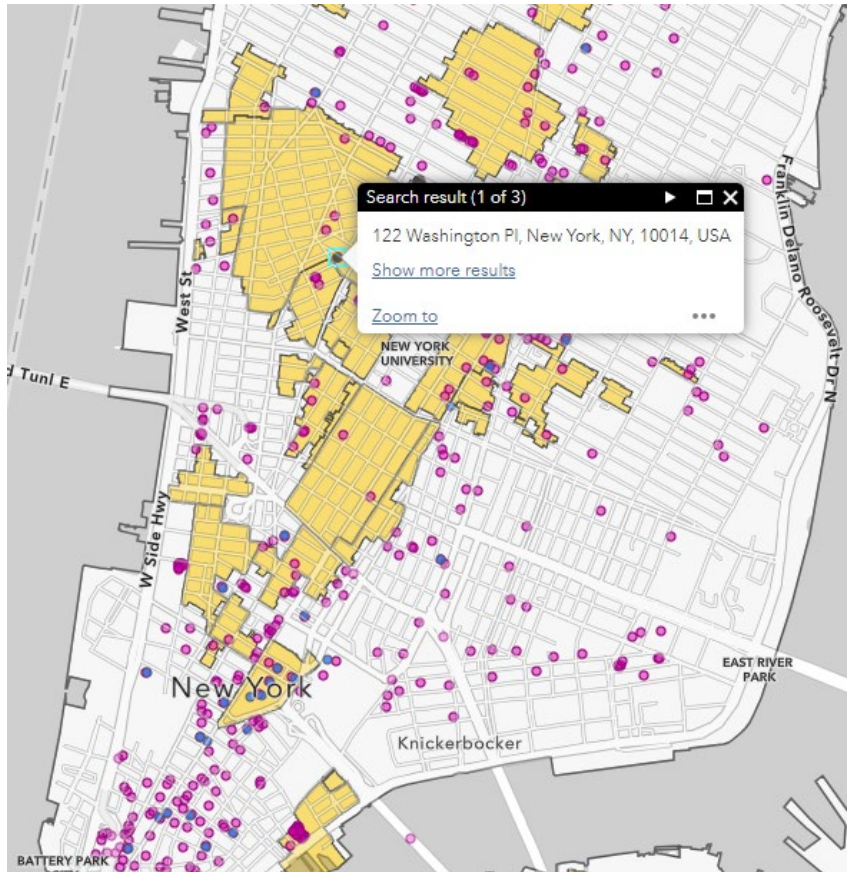 Search result (1 of 3)
122 Washington Pl, New York, NY, 10014, USA
Show more results
Zoom to
Franklin Delano Roosevelt Dr N
West St
NEW YORK
UNIVERSITY
d Tunl E
W Side Hwy
EAST RIVER
PARK
New York
Knickerbocker
BATTERY PARK